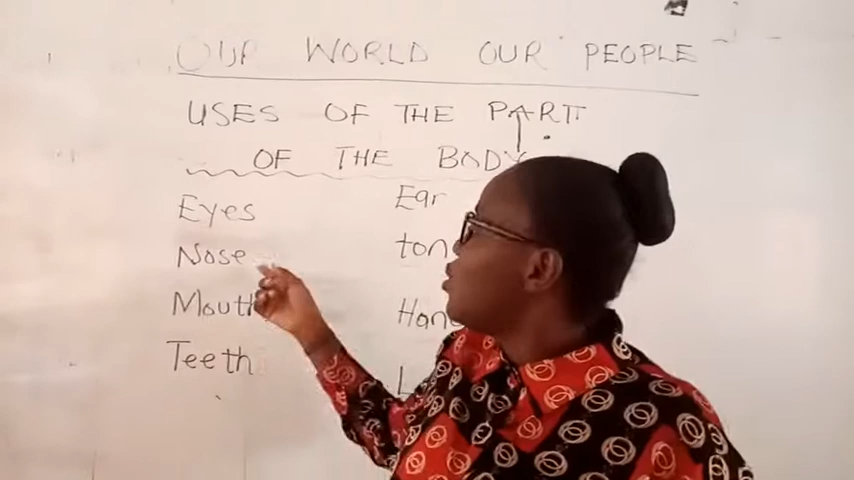 OUR WORLD OUR PEOPLE
USES OF THE PART
OF THE BODY
Eyes Ear
Nose
Mouth
Teeth